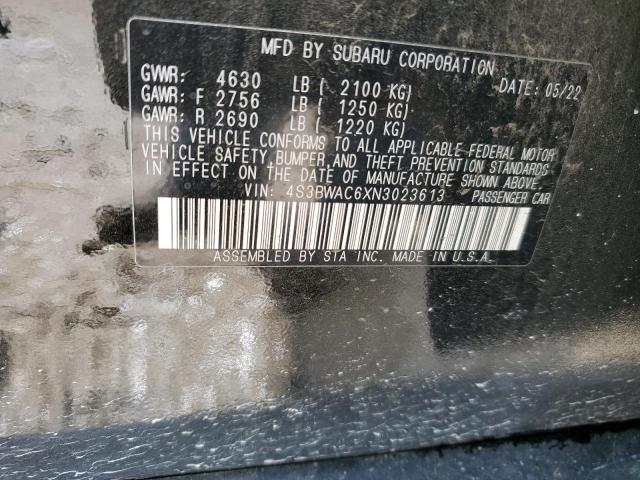 MFD BY SUBARU CORPORATION
DATE: 05/22
GVWR: 4630 LB ( 2100 KG)
GAWR: F 2756 LB ( 1250 KG)
GAWR: R 2690 LB ( 1220 KG)
THIS VEHICLE CONFORMS TO ALL APPLICABLE FEDERAL MOTOR
VEHICLE SAFETY, BUMPER, AND THEFT PREVENTION STANDARDS
IN EFFECT ON THE DATE OF MANUFACTURE SHOWN ABOVE.
VIN: 4S3BWAC6XN3023613 PASSENGER CAR
ASSEMBLED BY STA INC. MADE IN U.S.A.